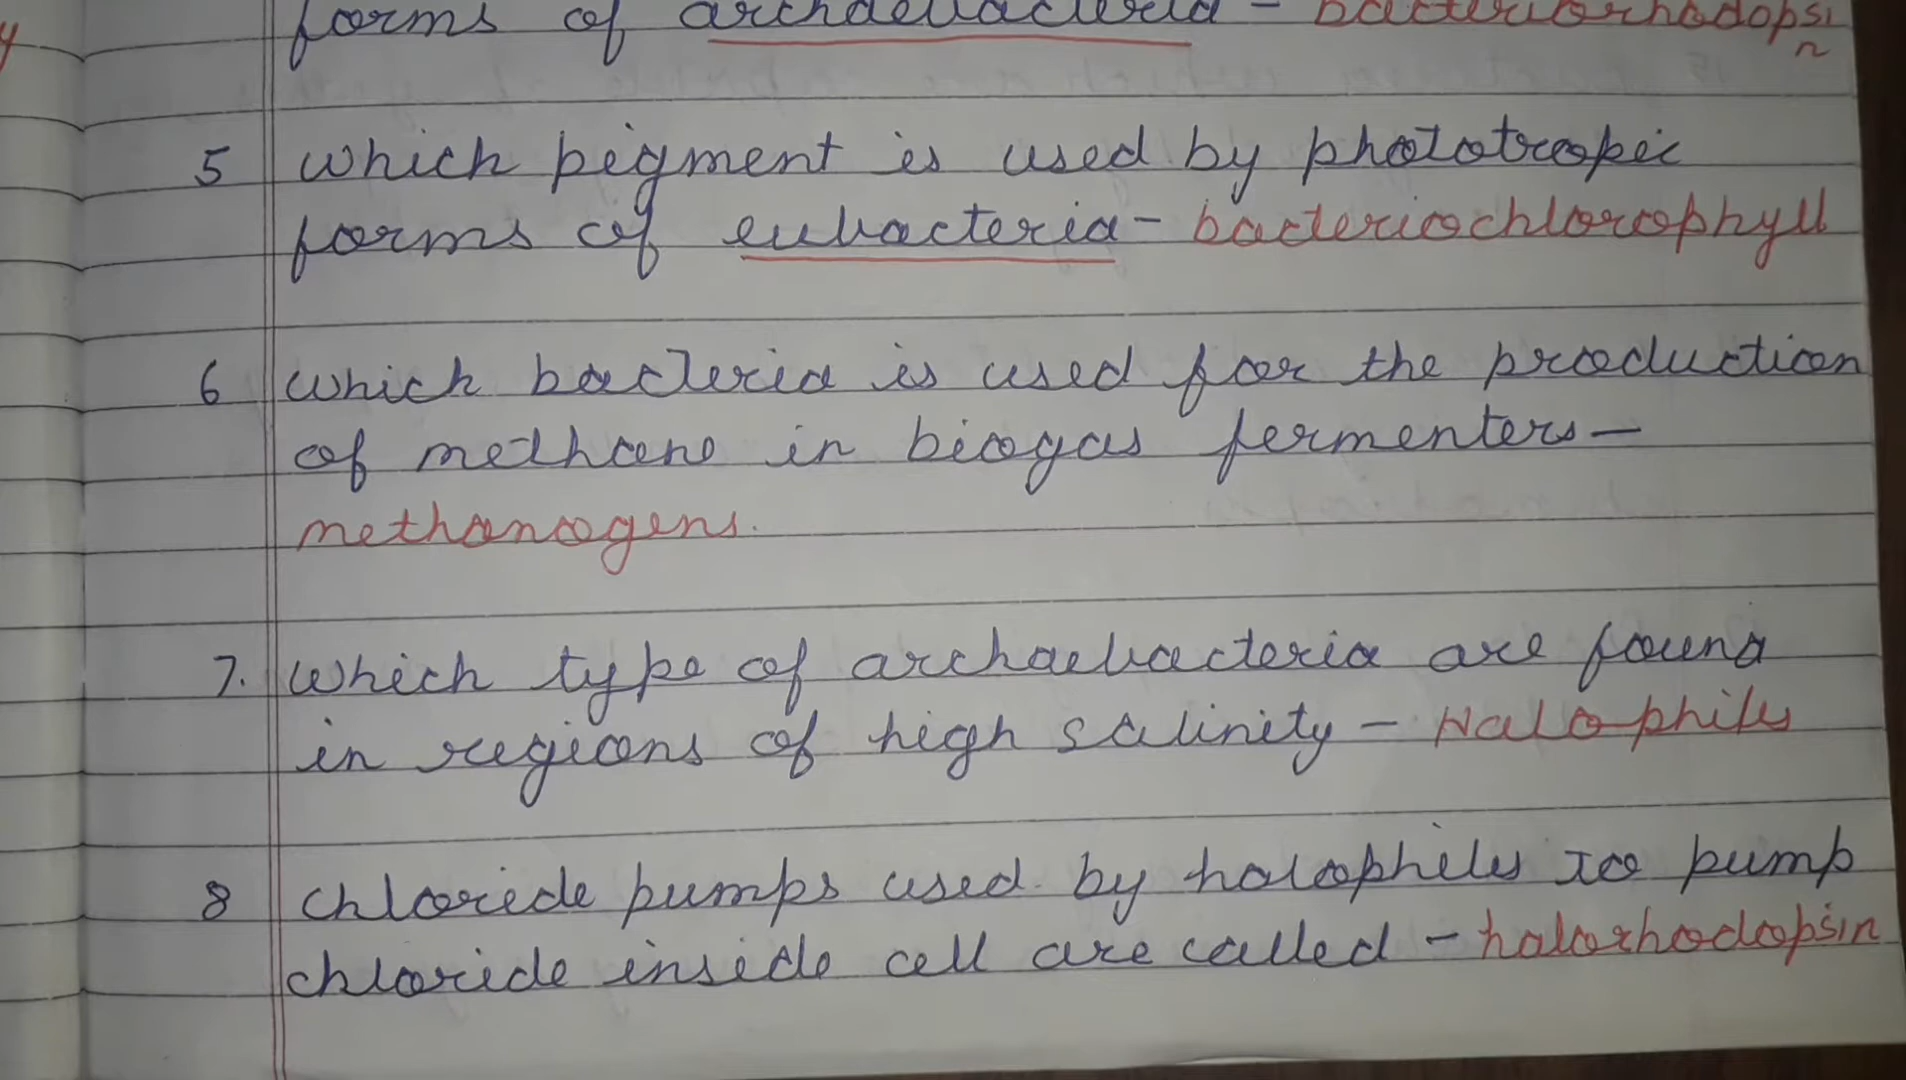 forms of archaebacteria - bacteriorhodopsin
5 which pigment is used by phototropic
forms of eubacteria - bacteriochlorophyll
6 which bacteria is used for the production
of methane in biogas fermenters -
methanogens.
7. which type of archaebacteria are found
in regions of high salinity - Halophiles
8 chloride pumps used by halophiles to pump
chloride inside cell are called - halorhodopsin